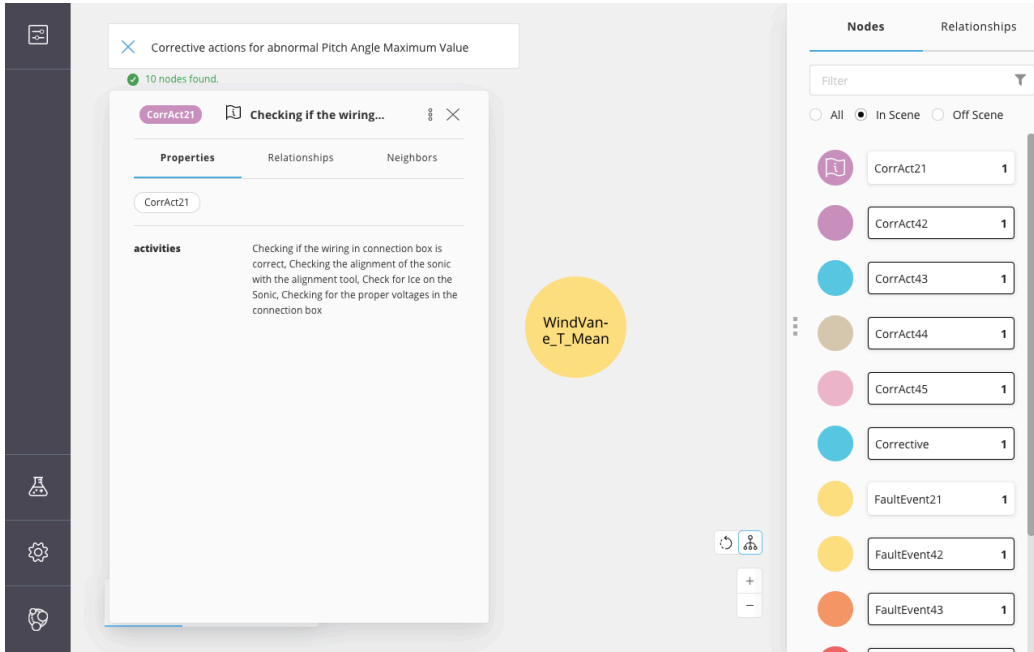 Corrective actions for abnormal Pitch Angle Maximum Value
10 nodes found.
CorrAct21
Checking if the wiring...
Properties
Relationships
Neighbors
CorrAct21
activities
Checking if the wiring in connection box is
correct, Checking the alignment of the sonic
with the alignment tool, Check for Ice on the
Sonic, Checking for the proper voltages in the
connection box
WindVan-
e_T_Mean
Nodes
Relationships
Filter
All
In Scene
Off Scene
CorrAct21 1
CorrAct42 1
CorrAct43 1
CorrAct44 1
CorrAct45 1
Corrective 1
FaultEvent21 1
FaultEvent42 1
FaultEvent43 1